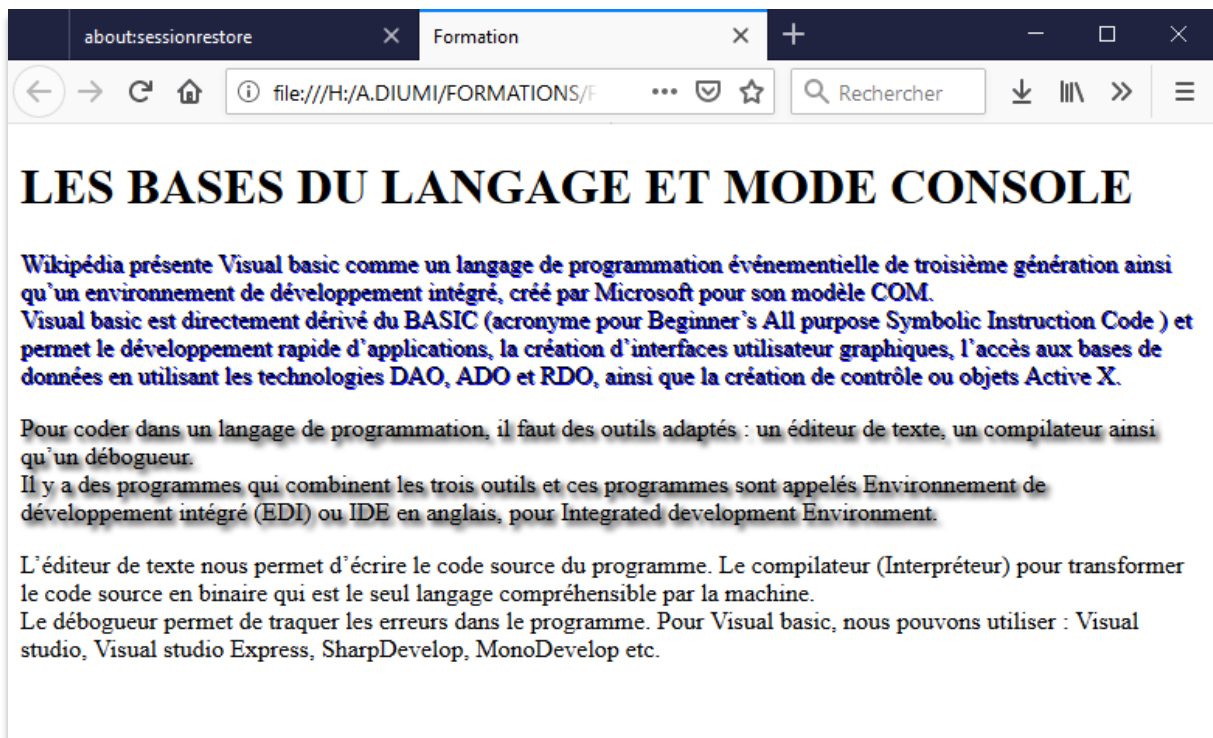 about:sessionrestore
Formation
file:///H:/A.DIUMI/FORMATIONS/F
Rechercher
LES BASES DU LANGAGE ET MODE CONSOLE
Wikipédia présente Visual basic comme un langage de programmation événementielle de troisième génération ainsi
qu’un environnement de développement intégré, créé par Microsoft pour son modèle COM.
Visual basic est directement dérivé du BASIC (acronyme pour Beginner’s All purpose Symbolic Instruction Code ) et
permet le développement rapide d’applications, la création d’interfaces utilisateur graphiques, l’accès aux bases de
données en utilisant les technologies DAO, ADO et RDO, ainsi que la création de contrôle ou objets Active X.
Pour coder dans un langage de programmation, il faut des outils adaptés : un éditeur de texte, un compilateur ainsi
qu’un débogueur.
Il y a des programmes qui combinent les trois outils et ces programmes sont appelés Environnement de
développement intégré (EDI) ou IDE en anglais, pour Integrated development Environment.
L’éditeur de texte nous permet d’écrire le code source du programme. Le compilateur (Interpréteur) pour transformer
le code source en binaire qui est le seul langage compréhensible par la machine.
Le débogueur permet de traquer les erreurs dans le programme. Pour Visual basic, nous pouvons utiliser : Visual
studio, Visual studio Express, SharpDevelop, MonoDevelop etc.